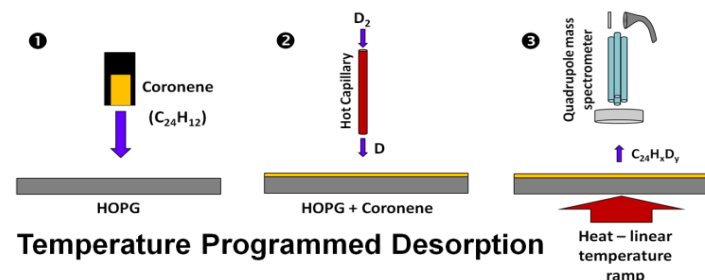 ❶
Coronene
(C₂₄H₁₂)
HOPG
❷
D₂
Hot Capillary
D
HOPG + Coronene
❸
Quadrupole mass
spectrometer
C₂₄HₓDᵧ
Heat – linear
temperature
ramp
Temperature Programmed Desorption